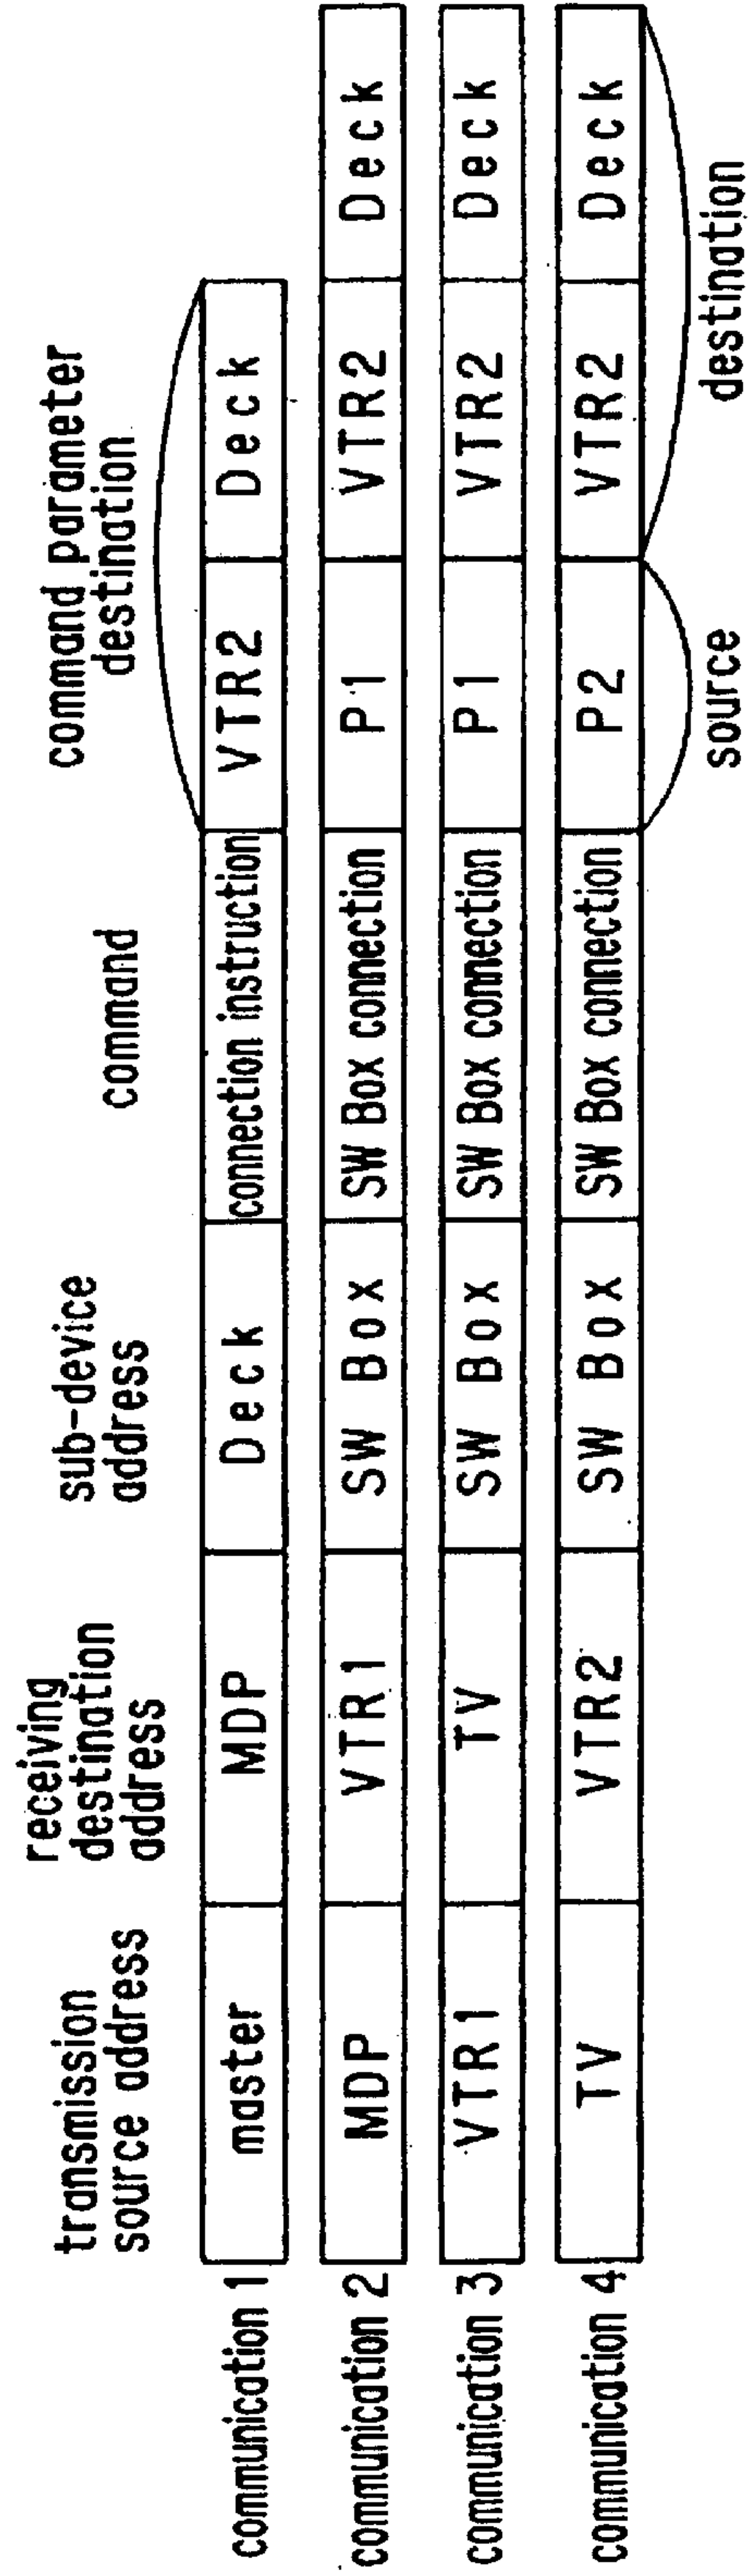 transmission
source address
receiving
destination
address
sub-device
address
command
command parameter
destination
communication 1
master
MDP
Deck
connection instruction
VTR2
Deck
communication 2
MDP
VTR1
SW Box
SW Box connection
P1
VTR2
Deck
communication 3
VTR1
TV
SW Box
SW Box connection
P1
VTR2
Deck
communication 4
TV
VTR2
SW Box
SW Box connection
P2
VTR2
Deck
source
destination